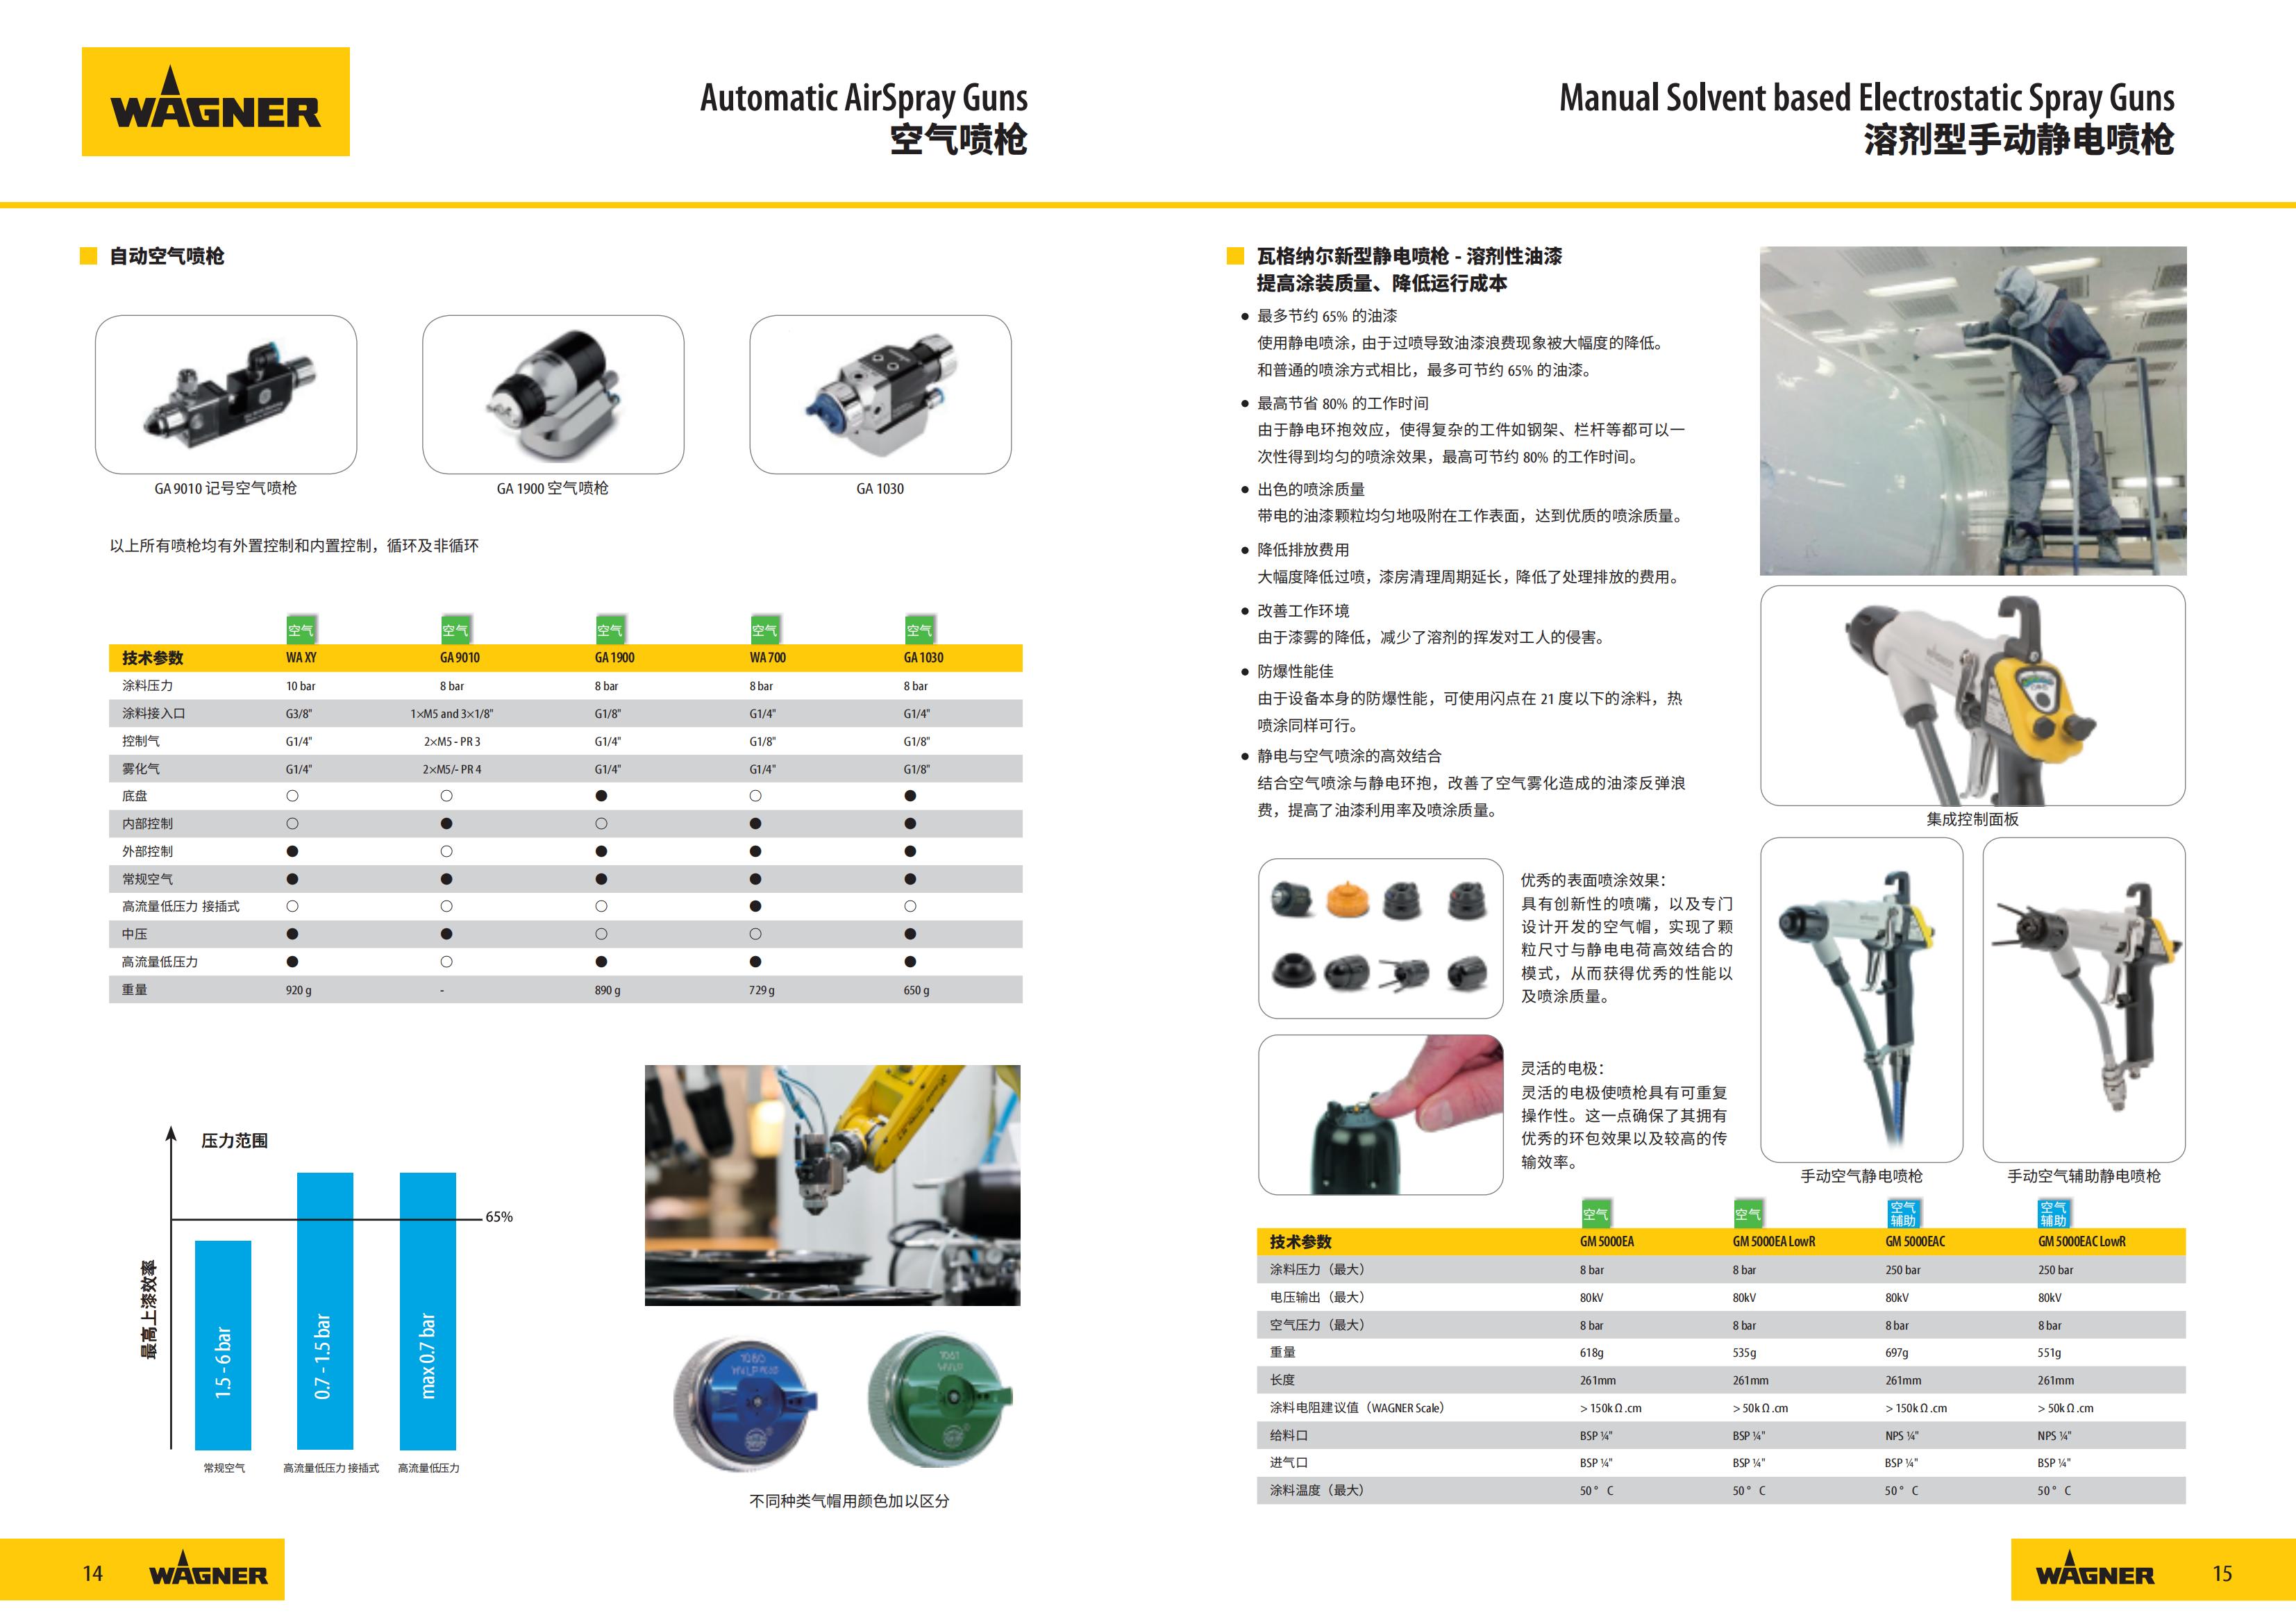 WAGNER
Automatic AirSpray Guns
空气喷枪
自动空气喷枪
GA 9010 记号空气喷枪
GA 1900 空气喷枪
GA 1030
以上所有喷枪均有外置控制和内置控制，循环及非循环
空气 空气 空气 空气 空气
技术参数 WA XY GA 9010 GA 1900 WA 700 GA 1030
涂料压力 10 bar 8 bar 8 bar 8 bar 8 bar
涂料接入口 G3/8" 1×M5 and 3×1/8" G1/8" G1/4" G1/4"
控制气 G1/4" 2×M5 - PR 3 G1/4" G1/8" G1/8"
雾化气 G1/4" 2×M5/- PR 4 G1/4" G1/4" G1/8"
底盘 ○ ○ ● ○ ●
内部控制 ○ ● ○ ● ●
外部控制 ● ○ ● ● ●
常规空气 ● ● ● ● ●
高流量低压力 接插式 ○ ○ ○ ● ○
中压 ● ● ○ ○ ●
高流量低压力 ● ○ ● ● ●
重量 920 g - 890 g 729 g 650 g
压力范围
65%
最高上漆效率
1.5 - 6 bar
0.7 - 1.5 bar
max 0.7 bar
常规空气
高流量低压力 接插式
高流量低压力
不同种类气帽用颜色加以区分
14
WAGNER
Manual Solvent based Electrostatic Spray Guns
溶剂型手动静电喷枪
瓦格纳尔新型静电喷枪 - 溶剂性油漆
提高涂装质量、降低运行成本
● 最多节约 65% 的油漆
使用静电喷涂，由于过喷导致油漆浪费现象被大幅度的降低。
和普通的喷涂方式相比，最多可节约 65% 的油漆。
● 最高节省 80% 的工作时间
由于静电环抱效应，使得复杂的工件如钢架、栏杆等都可以一
次性得到均匀的喷涂效果，最高可节约 80% 的工作时间。
● 出色的喷涂质量
带电的油漆颗粒均匀地吸附在工作表面，达到优质的喷涂质量。
● 降低排放费用
大幅度降低过喷，漆房清理周期延长，降低了处理排放的费用。
● 改善工作环境
由于漆雾的降低，减少了溶剂的挥发对工人的侵害。
● 防爆性能佳
由于设备本身的防爆性能，可使用闪点在 21 度以下的涂料，热
喷涂同样可行。
● 静电与空气喷涂的高效结合
结合空气喷涂与静电环抱，改善了空气雾化造成的油漆反弹浪
费，提高了油漆利用率及喷涂质量。
集成控制面板
优秀的表面喷涂效果：
具有创新性的喷嘴，以及专门
设计开发的空气帽，实现了颗
粒尺寸与静电电荷高效结合的
模式，从而获得优秀的性能以
及喷涂质量。
灵活的电极：
灵活的电极使喷枪具有可重复
操作性。这一点确保了其拥有
优秀的环包效果以及较高的传
输效率。
手动空气静电喷枪
手动空气辅助静电喷枪
空气 空气 空气辅助 空气辅助
技术参数 GM 5000EA GM 5000EA LowR GM 5000EAC GM 5000EAC LowR
涂料压力（最大） 8 bar 8 bar 250 bar 250 bar
电压输出（最大） 80kV 80kV 80kV 80kV
空气压力（最大） 8 bar 8 bar 8 bar 8 bar
重量 618g 535g 697g 551g
长度 261mm 261mm 261mm 261mm
涂料电阻建议值（WAGNER Scale） > 150k Ω .cm > 50k Ω .cm > 150k Ω .cm > 50k Ω .cm
给料口 BSP ¼" BSP ¼" NPS ¼" NPS ¼"
进气口 BSP ¼" BSP ¼" BSP ¼" BSP ¼"
涂料温度（最大） 50 ° C 50 ° C 50 ° C 50 ° C
WAGNER
15